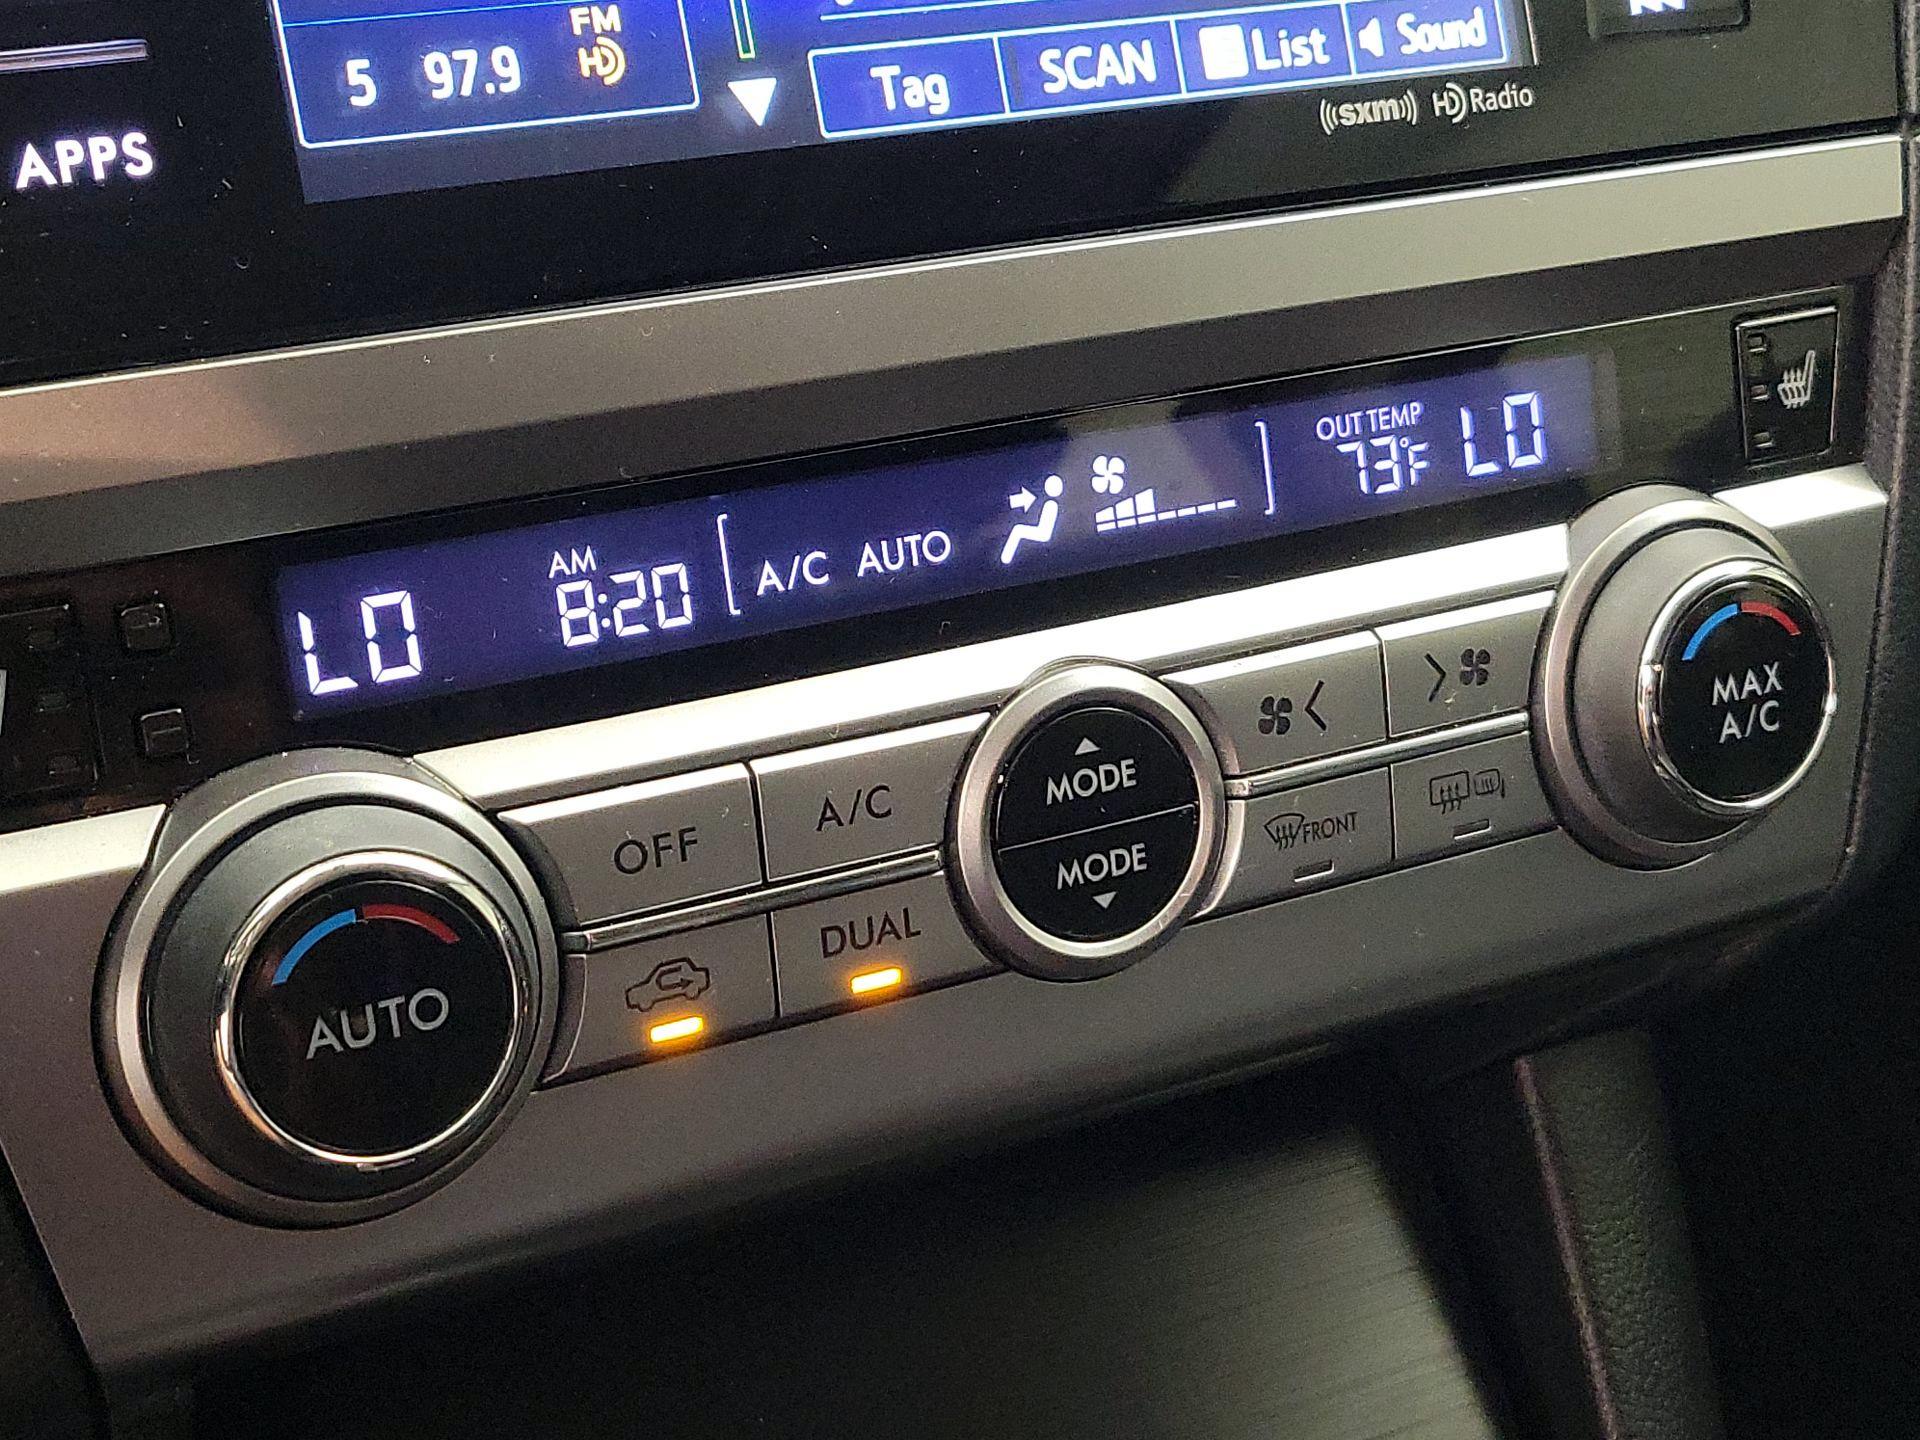 FM
5 97.9 HD
Tag SCAN List Sound
((sxm)) HD Radio
APPS
LO
AM
8:20
A/C AUTO
OUT TEMP
73°F
LO
OFF
A/C
MODE
MODE
FRONT
DUAL
AUTO
MAX
A/C